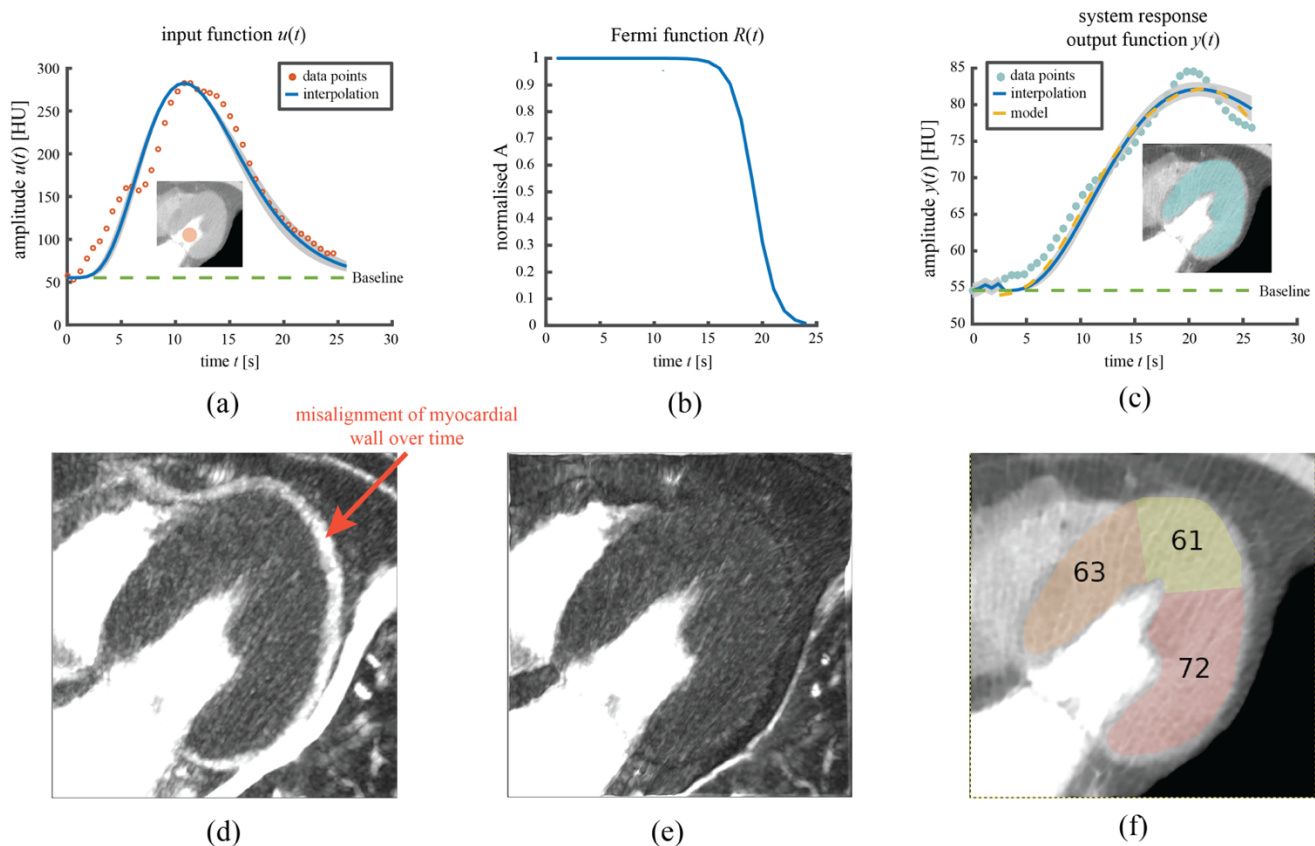 input function u(t)
300
250
200
150
100
50
0
amplitude u(t) [HU]
data points
interpolation
Baseline
0 5 10 15 20 25 30
time t [s]
(a)
Fermi function R(t)
1
0.9
0.8
0.7
0.6
0.5
0.4
0.3
0.2
0.1
0
normalised A
0 5 10 15 20 25
time t [s]
(b)
system response
output function y(t)
85
80
75
70
65
60
55
50
amplitude y(t) [HU]
data points
interpolation
model
Baseline
0 5 10 15 20 25 30
time t [s]
(c)
misalignment of myocardial
wall over time
(d)
(e)
61
63
72
(f)